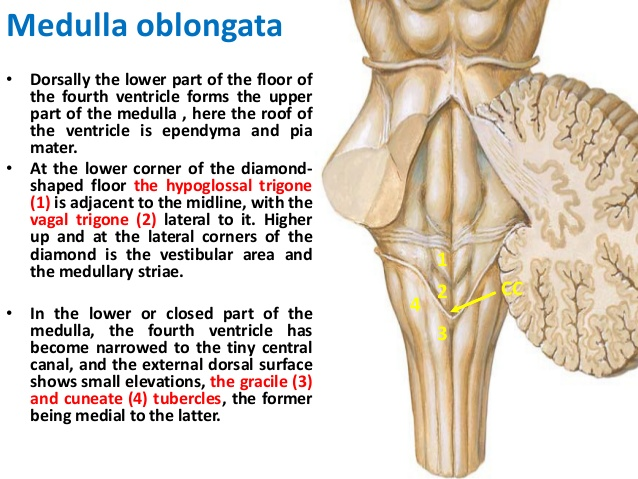 Medulla oblongata
• Dorsally the lower part of the floor of
the fourth ventricle forms the upper
part of the medulla , here the roof of
the ventricle is ependyma and pia
mater.
• At the lower corner of the diamond-
shaped floor the hypoglossal trigone
(1) is adjacent to the midline, with the
vagal trigone (2) lateral to it. Higher
up and at the lateral corners of the
diamond is the vestibular area and
the medullary striae.
• In the lower or closed part of the
medulla, the fourth ventricle has
become narrowed to the tiny central
canal, and the external dorsal surface
shows small elevations, the gracile (3)
and cuneate (4) tubercles, the former
being medial to the latter.
1
2
CC
4
3